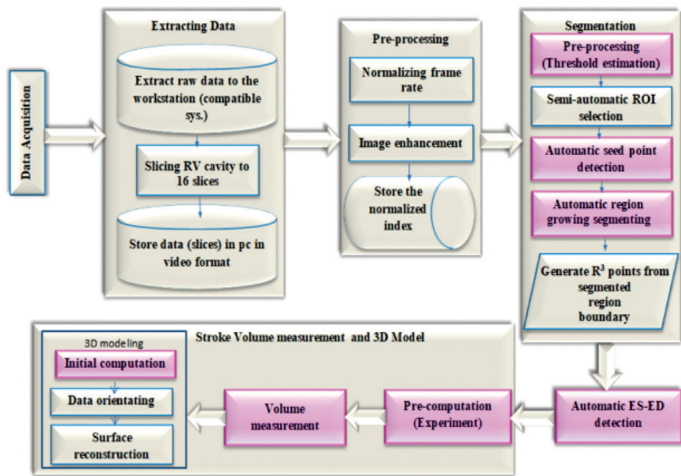 Data Acquisition
Extracting Data
Extract raw data to the
workstation (compatible
sys.)
Slicing RV cavity to
16 slices
Store data (slices) in pc in
video format
Pre-processing
Normalizing frame
rate
Image enhancement
Store the
normalized
index
Segmentation
Pre-processing
(Threshold estimation)
Semi-automatic ROI
selection
Automatic seed point
detection
Automatic region
growing segmenting
Generate R³ points from
segmented
region
boundary
Automatic ES-ED
detection
Stroke Volume measurement and 3D Model
Pre-computation
(Experiment)
Volume
measurement
3D modeling
Initial computation
Data orientating
Surface
reconstruction